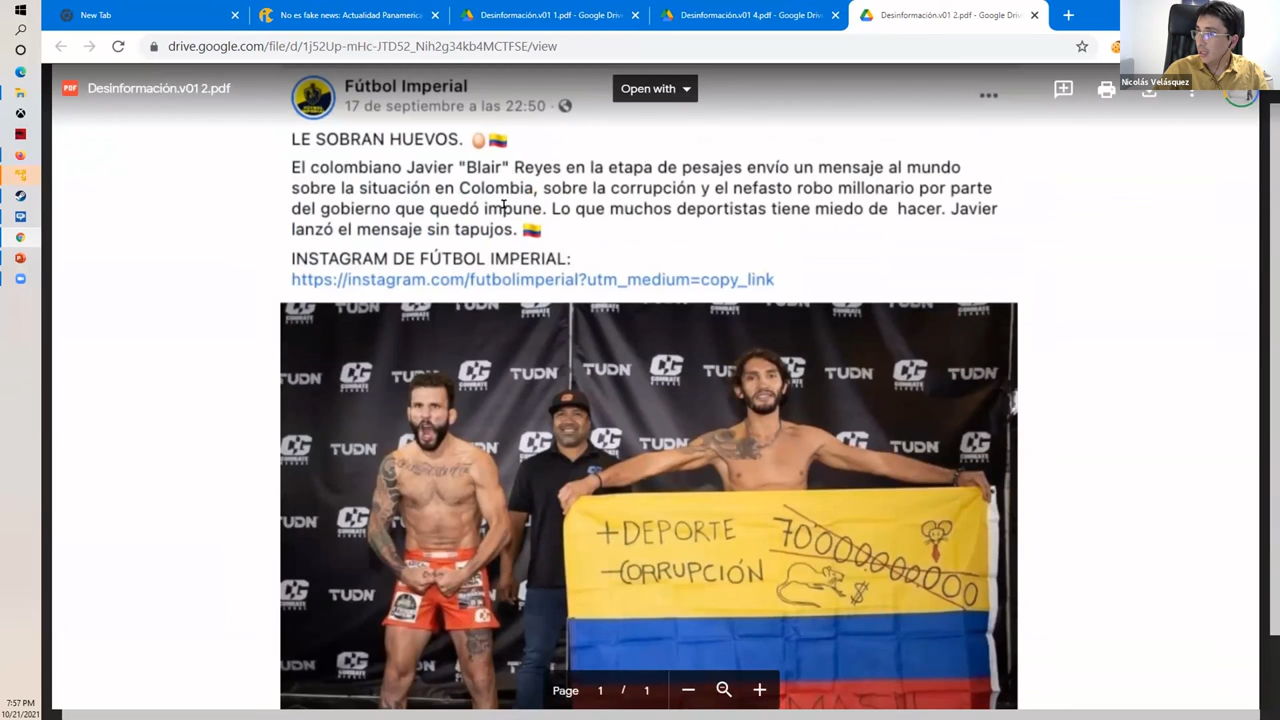 New Tab
No es fake news: Actualidad Panamerica
Desinformación.v01 1.pdf - Google Drive
Desinformación.v01 4.pdf - Google Drive
Desinformación.v01 2.pdf - Google Drive
drive.google.com/file/d/1j52Up-mHc-JTD52_Nih2g34kb4MCTFSE/view
Nicolás Velásquez
PDF
Desinformación.v01 2.pdf
Open with
Fútbol Imperial
17 de septiembre a las 22:50
LE SOBRAN HUEVOS.
El colombiano Javier "Blair" Reyes en la etapa de pesajes envío un mensaje al mundo
sobre la situación en Colombia, sobre la corrupción y el nefasto robo millonario por parte
del gobierno que quedó impune. Lo que muchos deportistas tiene miedo de hacer. Javier
lanzó el mensaje sin tapujos.
INSTAGRAM DE FÚTBOL IMPERIAL:
https://instagram.com/futbolimperial?utm_medium=copy_link
TUDN CG COMBATE GLOBAL TUDN
TUDN
+DEPORTE
70000000000
-CORRUPCIÓN
$
Page 1 / 1
7:57 PM
10/21/2021